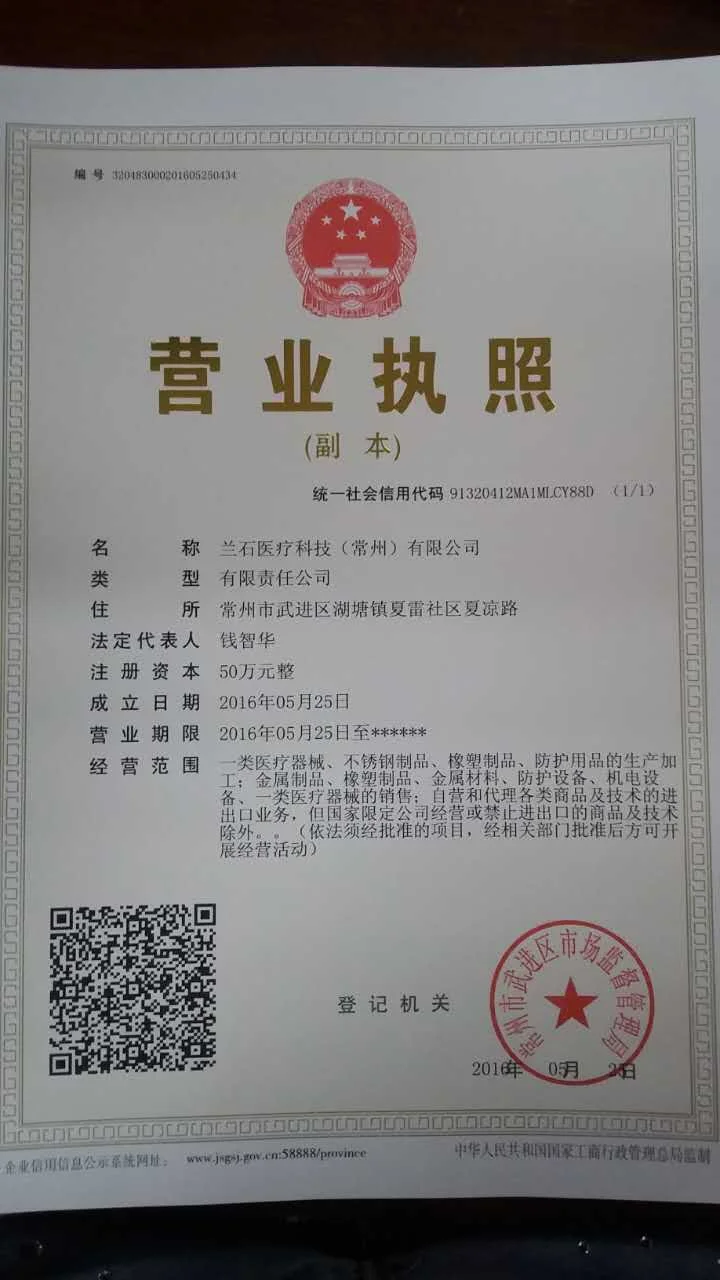 编 号 320483000201605250434
营业执照
(副 本)
统一社会信用代码 91320412MA1MLCY88D (1/1)
名 称 兰石医疗科技（常州）有限公司
类 型 有限责任公司
住 所 常州市武进区湖塘镇夏雷社区夏凉路
法定代表人 钱智华
注册资本 50万元整
成立日期 2016年05月25日
营业期限 2016年05月25日至******
经营范围 一类医疗器械、不锈钢制品、橡塑制品、防护用品的生产加
工；金属制品、橡塑制品、金属材料、防护设备、机电设
备、一类医疗器械的销售；自营和代理各类商品及技术的进
出口业务，但国家限定公司经营或禁止进出口的商品及技术
除外。。（依法须经批准的项目，经相关部门批准后方可开
展经营活动）
登记机关
常州市武进区市场监督管理局
2016年 05月 25日
企业信用信息公示系统网址： www.jsgsj.gov.cn:58888/province
中华人民共和国国家工商行政管理总局监制